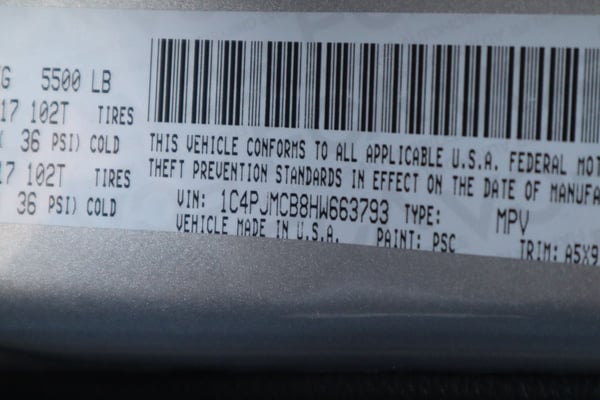 G 5500 LB
17 102T TIRES
( 36 PSI) COLD
17 102T TIRES
36 PSI) COLD
THIS VEHICLE CONFORMS TO ALL APPLICABLE U.S.A. FEDERAL MOT
THEFT PREVENTION STANDARDS IN EFFECT ON THE DATE OF MANUFA
VIN: 1C4PJMCB8HW663793 TYPE: MPV
VEHICLE MADE IN U.S.A. PAINT: PSC TRIM: A5X9